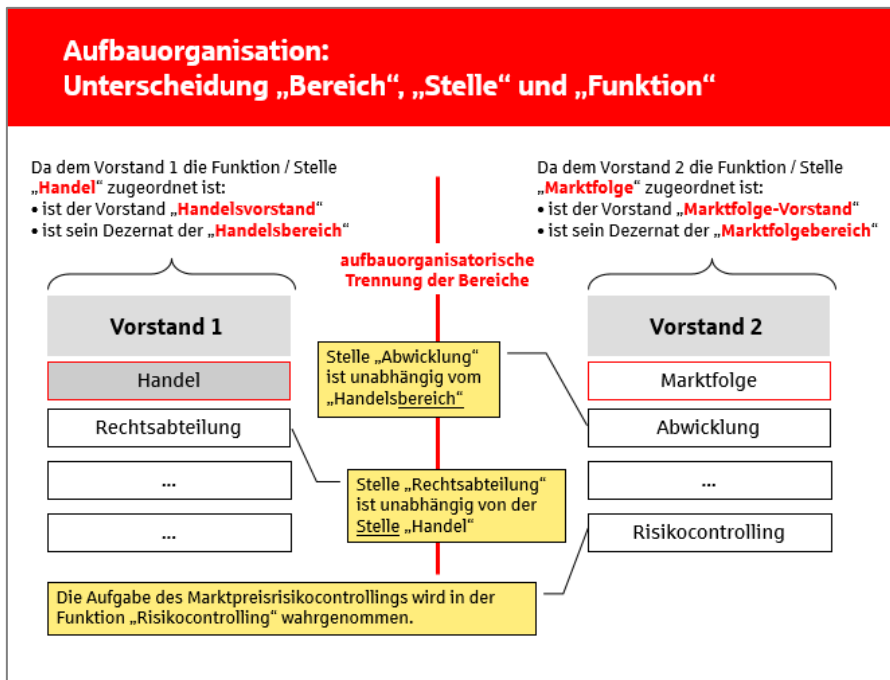 Aufbauorganisation:
Unterscheidung „Bereich“, „Stelle“ und „Funktion“
Da dem Vorstand 1 die Funktion / Stelle
„Handel“ zugeordnet ist:
• ist der Vorstand „Handelsvorstand“
• ist sein Dezernat der „Handelsbereich“
Da dem Vorstand 2 die Funktion / Stelle
„Marktfolge“ zugeordnet ist:
• ist der Vorstand „Marktfolge-Vorstand“
• ist sein Dezernat der „Marktfolgebereich“
aufbauorganisatorische
Trennung der Bereiche
Vorstand 1
Handel
Rechtsabteilung
...
...
Stelle „Abwicklung“
ist unabhängig vom
„Handelsbereich“
Stelle „Rechtsabteilung“
ist unabhängig von der
Stelle „Handel“
Vorstand 2
Marktfolge
Abwicklung
...
Risikocontrolling
Die Aufgabe des Marktpreisrisikocontrollings wird in der
Funktion „Risikocontrolling“ wahrgenommen.